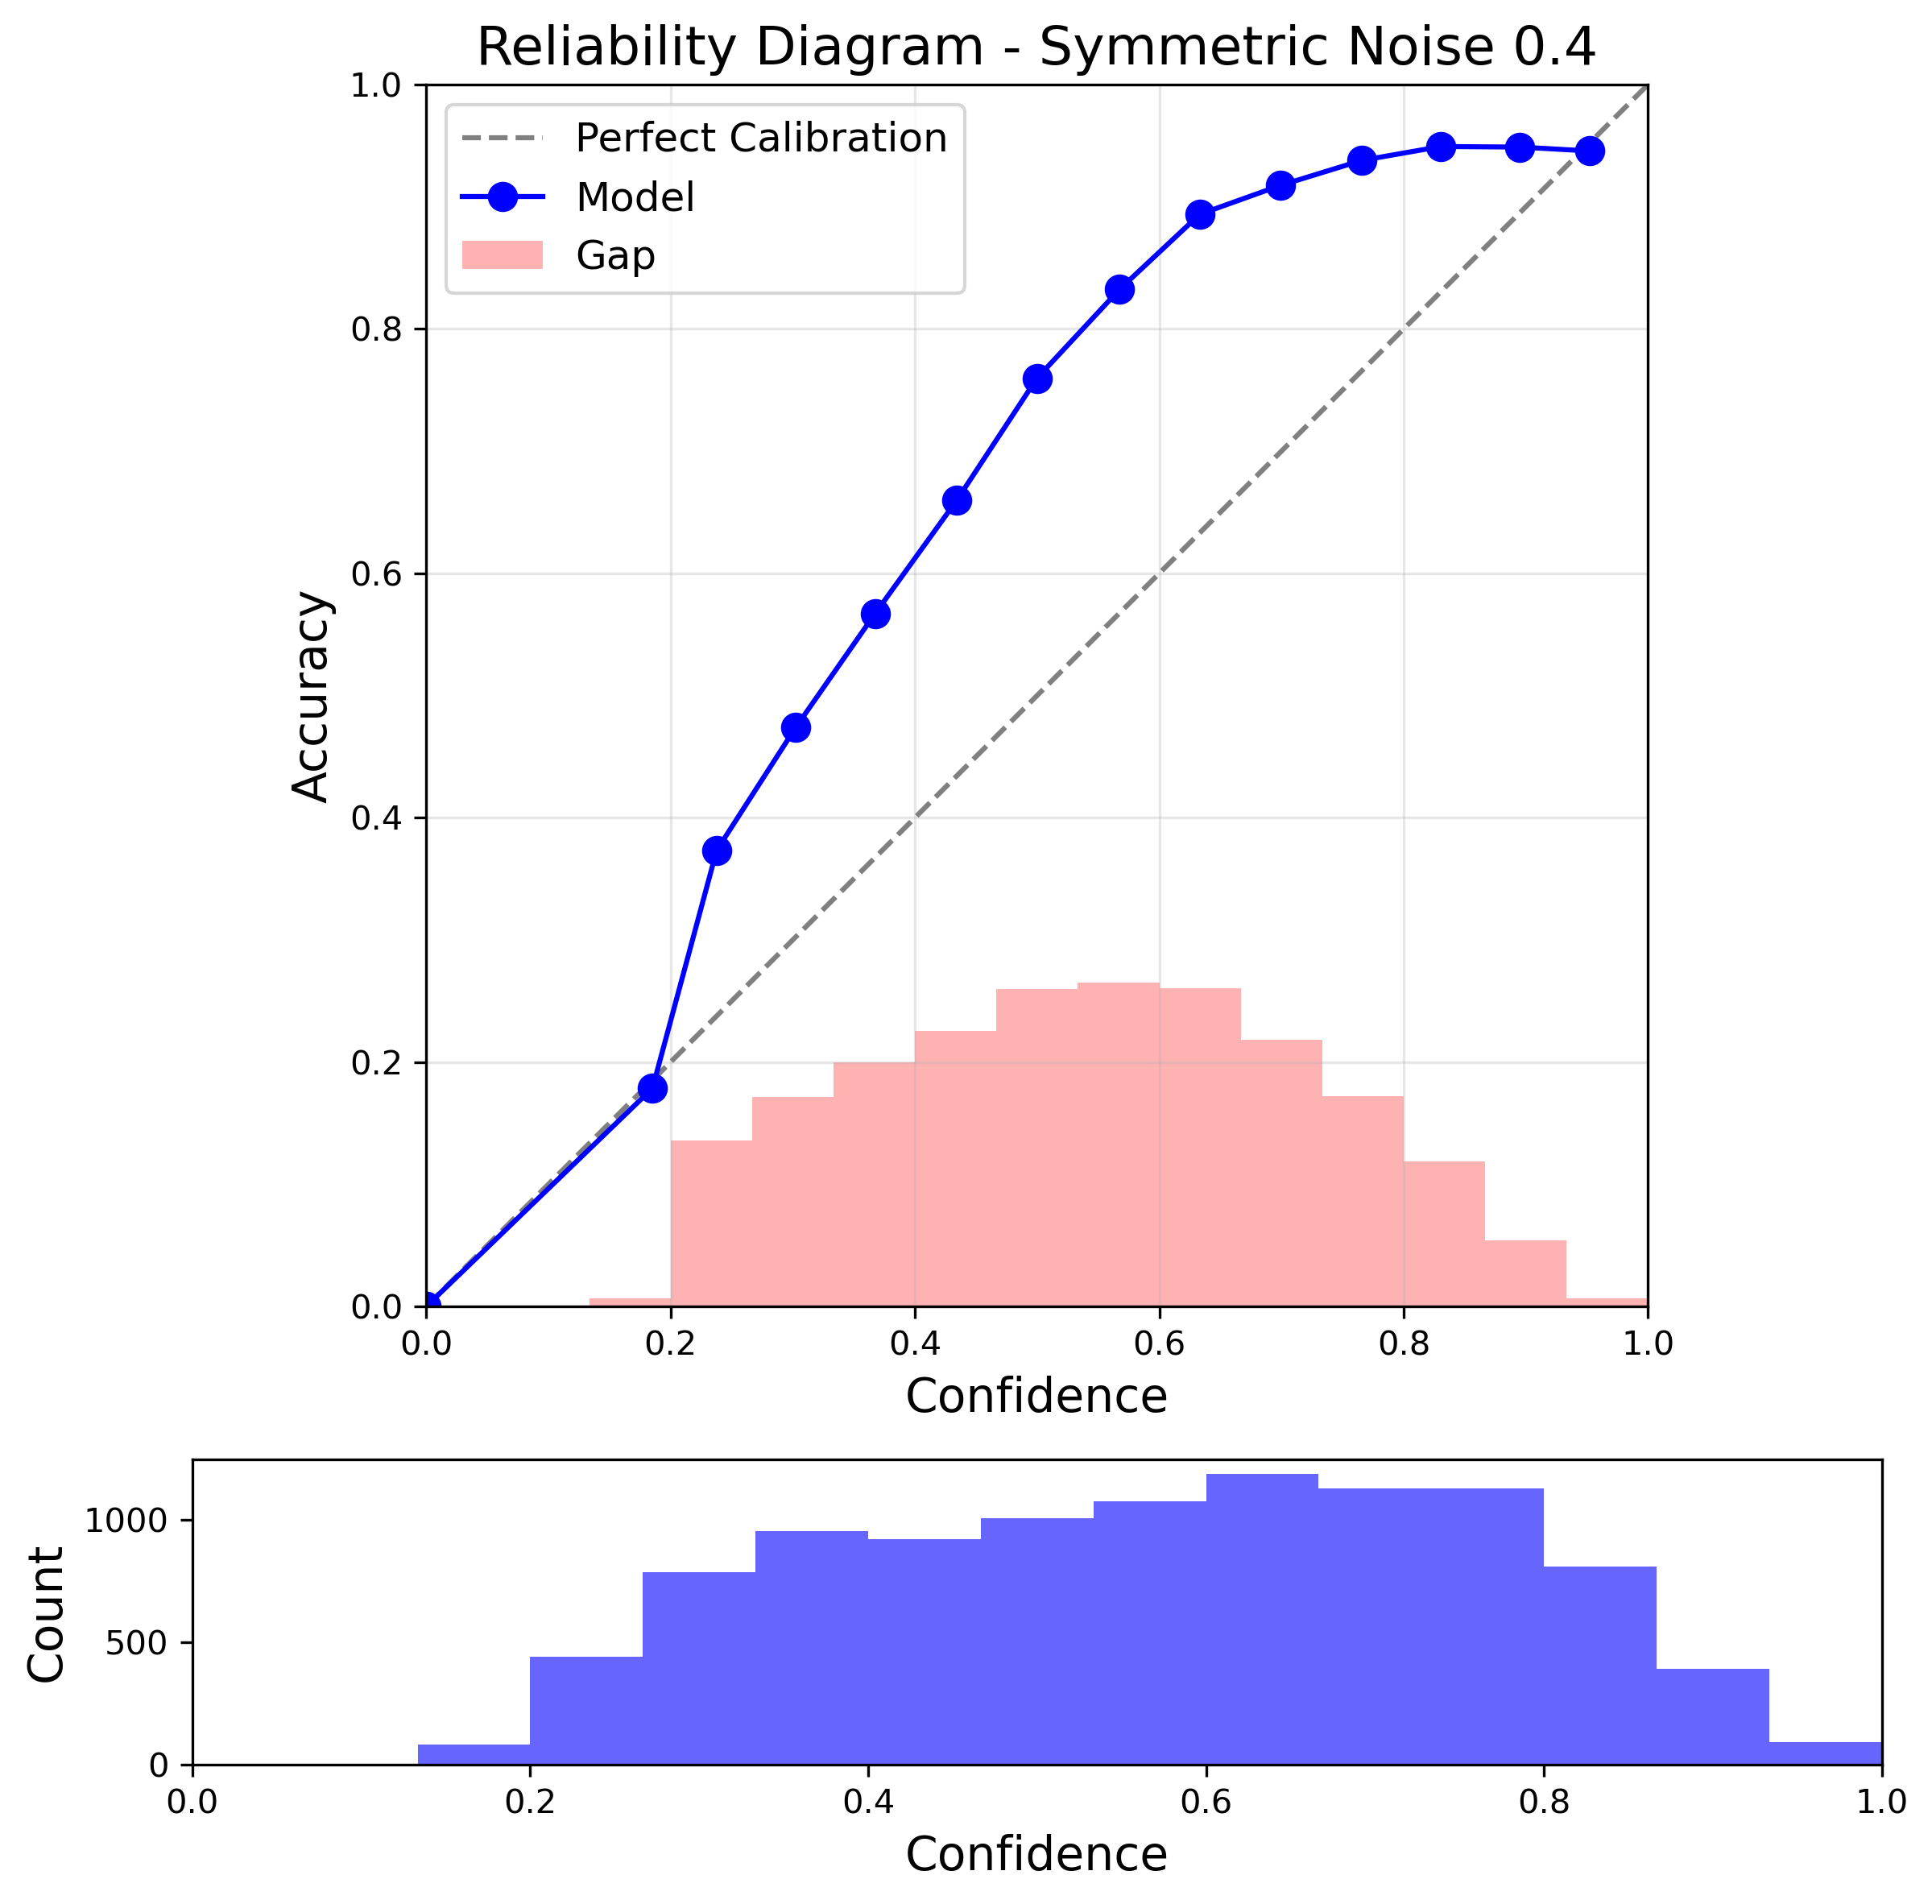 Reliability Diagram - Symmetric Noise 0.4
1.0
0.8
0.6
0.4
0.2
0.0
Accuracy
Perfect Calibration
Model
Gap
0.0 0.2 0.4 0.6 0.8 1.0
Confidence
1000
500
0
Count
0.0 0.2 0.4 0.6 0.8 1.0
Confidence